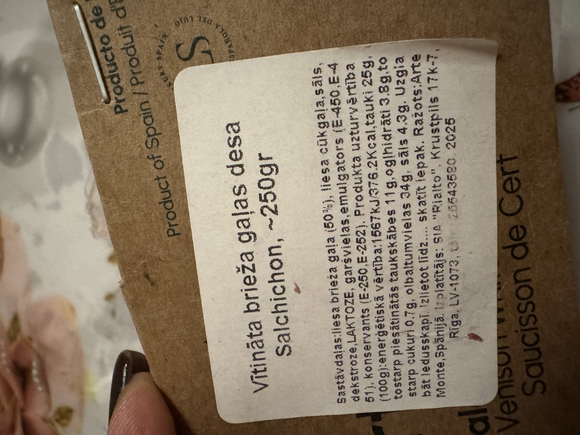 Producto de
Product of Spain / Produit d'E
Vītināta brieža gaļas desa
Salchichon, ~250gr
Sastāvdaļas:liesa brieža gaļa (50%), liesa cūkgaļa,sāls,
dekstroze,LAKTOZE, garšvielas,emulgators (E-450,E-4
51), konservants (E-250,E-252). Produkta uzturvērtība
(100g):enerģētiskā vērtība:1567KJ/376,2Kcal,tauki 25g,
tostarp piesātinātās taukskābes 11g,ogļhidrāti 3,8g,to
starp cukuri 0,7g, olbaltumvielas 34g, sāls 4,3g. Uzgla
bāt ledusskapī. Izlietot līdz.... skatīt iepak. Ražots:Arte
Monte,Spānijā. Izplatītājs: SIA "Rialto", Krustpils 17K-7,
Rīga, LV-1073, 2025
Venison
Saucisson de Cerf